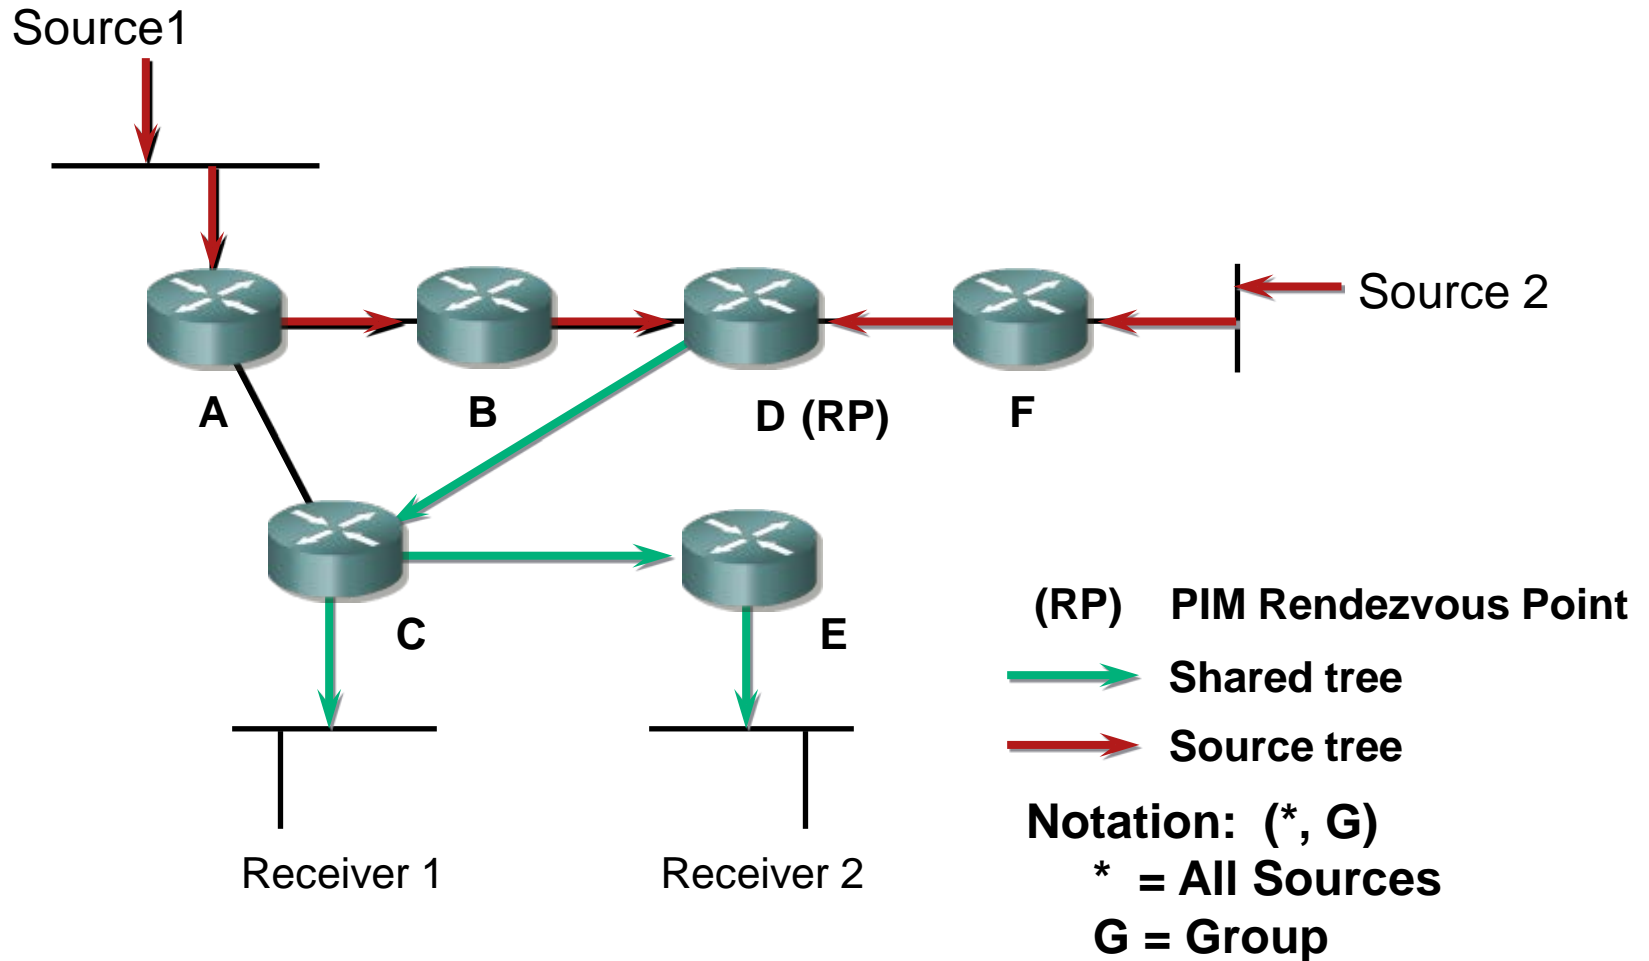 Source1
Source 2
A
B
D (RP)
F
C
E
(RP) PIM Rendezvous Point
Shared tree
Source tree
Notation: (*, G)
* = All Sources
G = Group
Receiver 1
Receiver 2